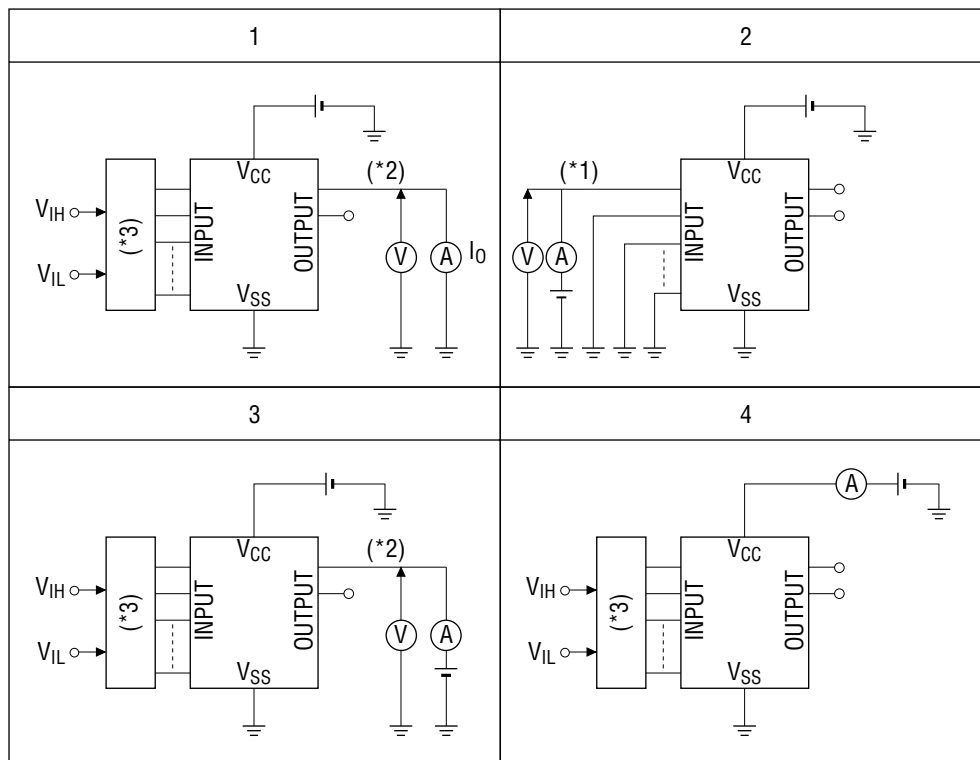 1
VCC
(*2)
VIH
VIL
(*3)
INPUT
OUTPUT
V
A
IO
VSS
2
VCC
(*1)
V
A
INPUT
OUTPUT
VSS
3
VCC
(*2)
VIH
VIL
(*3)
INPUT
OUTPUT
V
A
VSS
4
A
VCC
VIH
VIL
(*3)
INPUT
OUTPUT
VSS